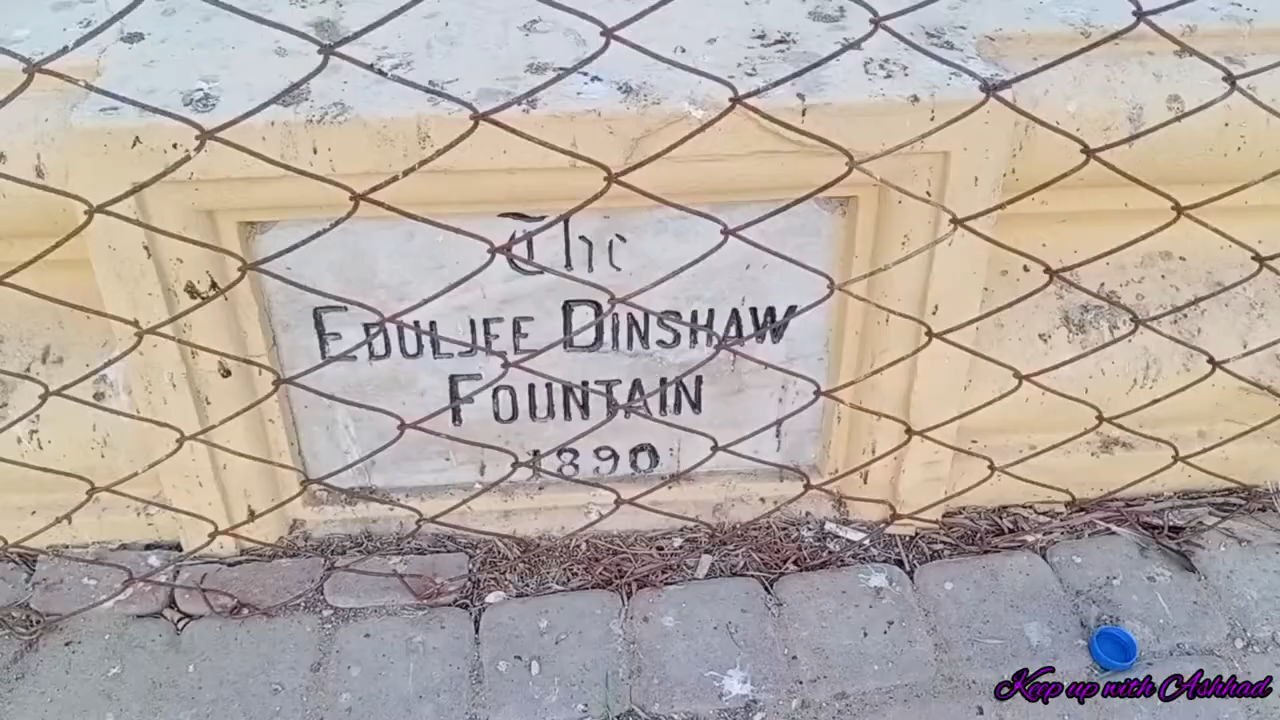 The
EDULJEE DINSHAW
FOUNTAIN
1890
Keep up with Ashhad